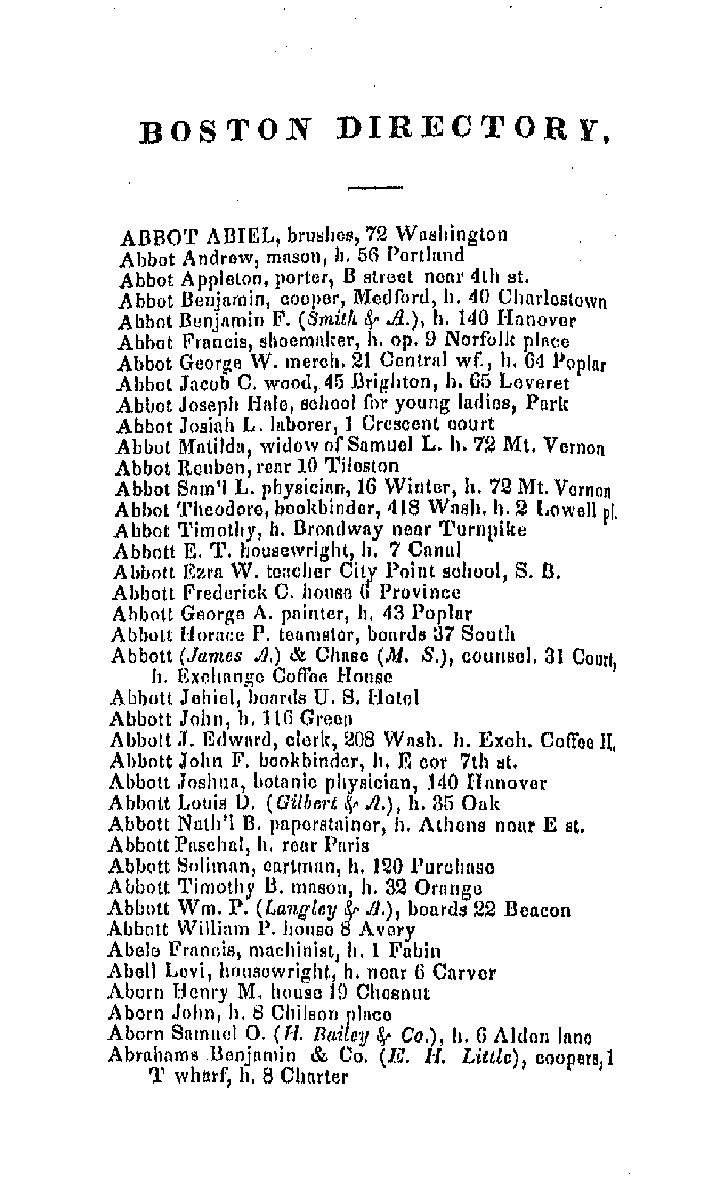 BOSTON DIRECTORY.
ABBOT ABIEL, brushes, 72 Washington
Abbot Andrew, mason, h. 56 Portland
Abbot Appleton, porter, B street near 4th st.
Abbot Benjamin, cooper, Medford, h. 40 Charlestown
Abbot Benjamin F. (Smith & A.), h. 140 Hanover
Abbot Francis, shoemaker, h. op. 9 Norfolk place
Abbot George W. merch. 21 Central wf., h. 64 Poplar
Abbot Jacob C. wood, 45 Brighton, h. 65 Leveret
Abbot Joseph Hale, school for young ladies, Park
Abbot Josiah L. laborer, 1 Crescent court
Abbot Matilda, widow of Samuel L. h. 72 Mt. Vernon
Abbot Reuben, rear 10 Tileston
Abbot Sam'l L. physician, 16 Winter, h. 72 Mt. Vernon
Abbot Theodore, bookbinder, 418 Wash. h. 2 Lowell pl.
Abbot Timothy, h. Broadway near Turnpike
Abbott E. T. housewright, h. 7 Canal
Abbott Ezra W. teacher City Point school, S. B.
Abbott Frederick C. house 6 Province
Abbott George A. painter, h. 43 Poplar
Abbott Horace P. teamster, boards 37 South
Abbott (James A.) & Chase (M. S.), counsel. 31 Court,
h. Exchange Coffee House
Abbott Jehiel, boards U. S. Hotel
Abbott John, h. 116 Green
Abbott J. Edward, clerk, 208 Wash. h. Exch. Coffee H.
Abbott John F. bookbinder, h. E cor 7th st.
Abbott Joshua, botanic physician, 140 Hanover
Abbott Louis D. (Gilbert & A.), h. 35 Oak
Abbott Nath'l B. paperstainer, h. Athens near E st.
Abbott Paschal, h. rear Paris
Abbott Soliman, cartman, h. 120 Purchase
Abbott Timothy B. mason, h. 32 Orange
Abbott Wm. P. (Langley & A.), boards 22 Beacon
Abbott William P. house 8 Avery
Abele Francis, machinist, h. 1 Fabin
Abell Levi, housewright, h. near 6 Carver
Aborn Henry M. house 19 Chesnut
Aborn John, h. 8 Chilson place
Aborn Samuel O. (H. Bailey & Co.), h. 6 Alden lane
Abrahams Benjamin & Co. (E. H. Little), coopers, 1
T wharf, h. 8 Charter